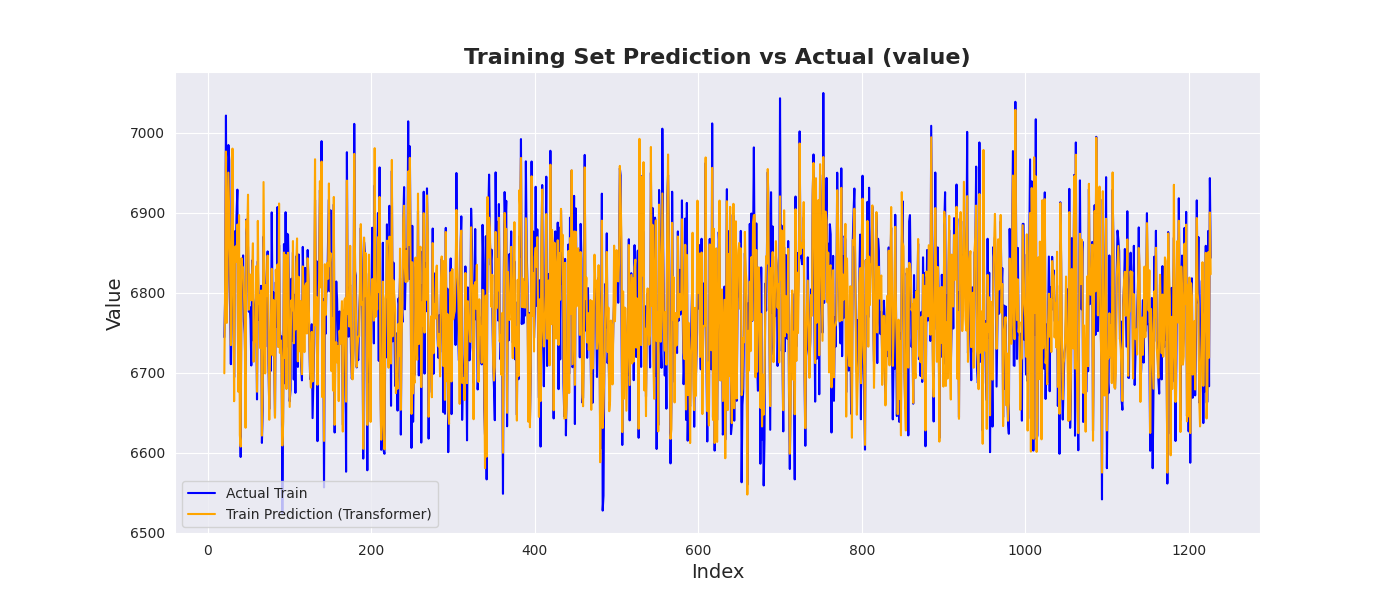 Training Set Prediction vs Actual (value)
Value
7000
6900
6800
6700
6600
6500
Actual Train
Train Prediction (Transformer)
0 200 400 600 800 1000 1200
Index